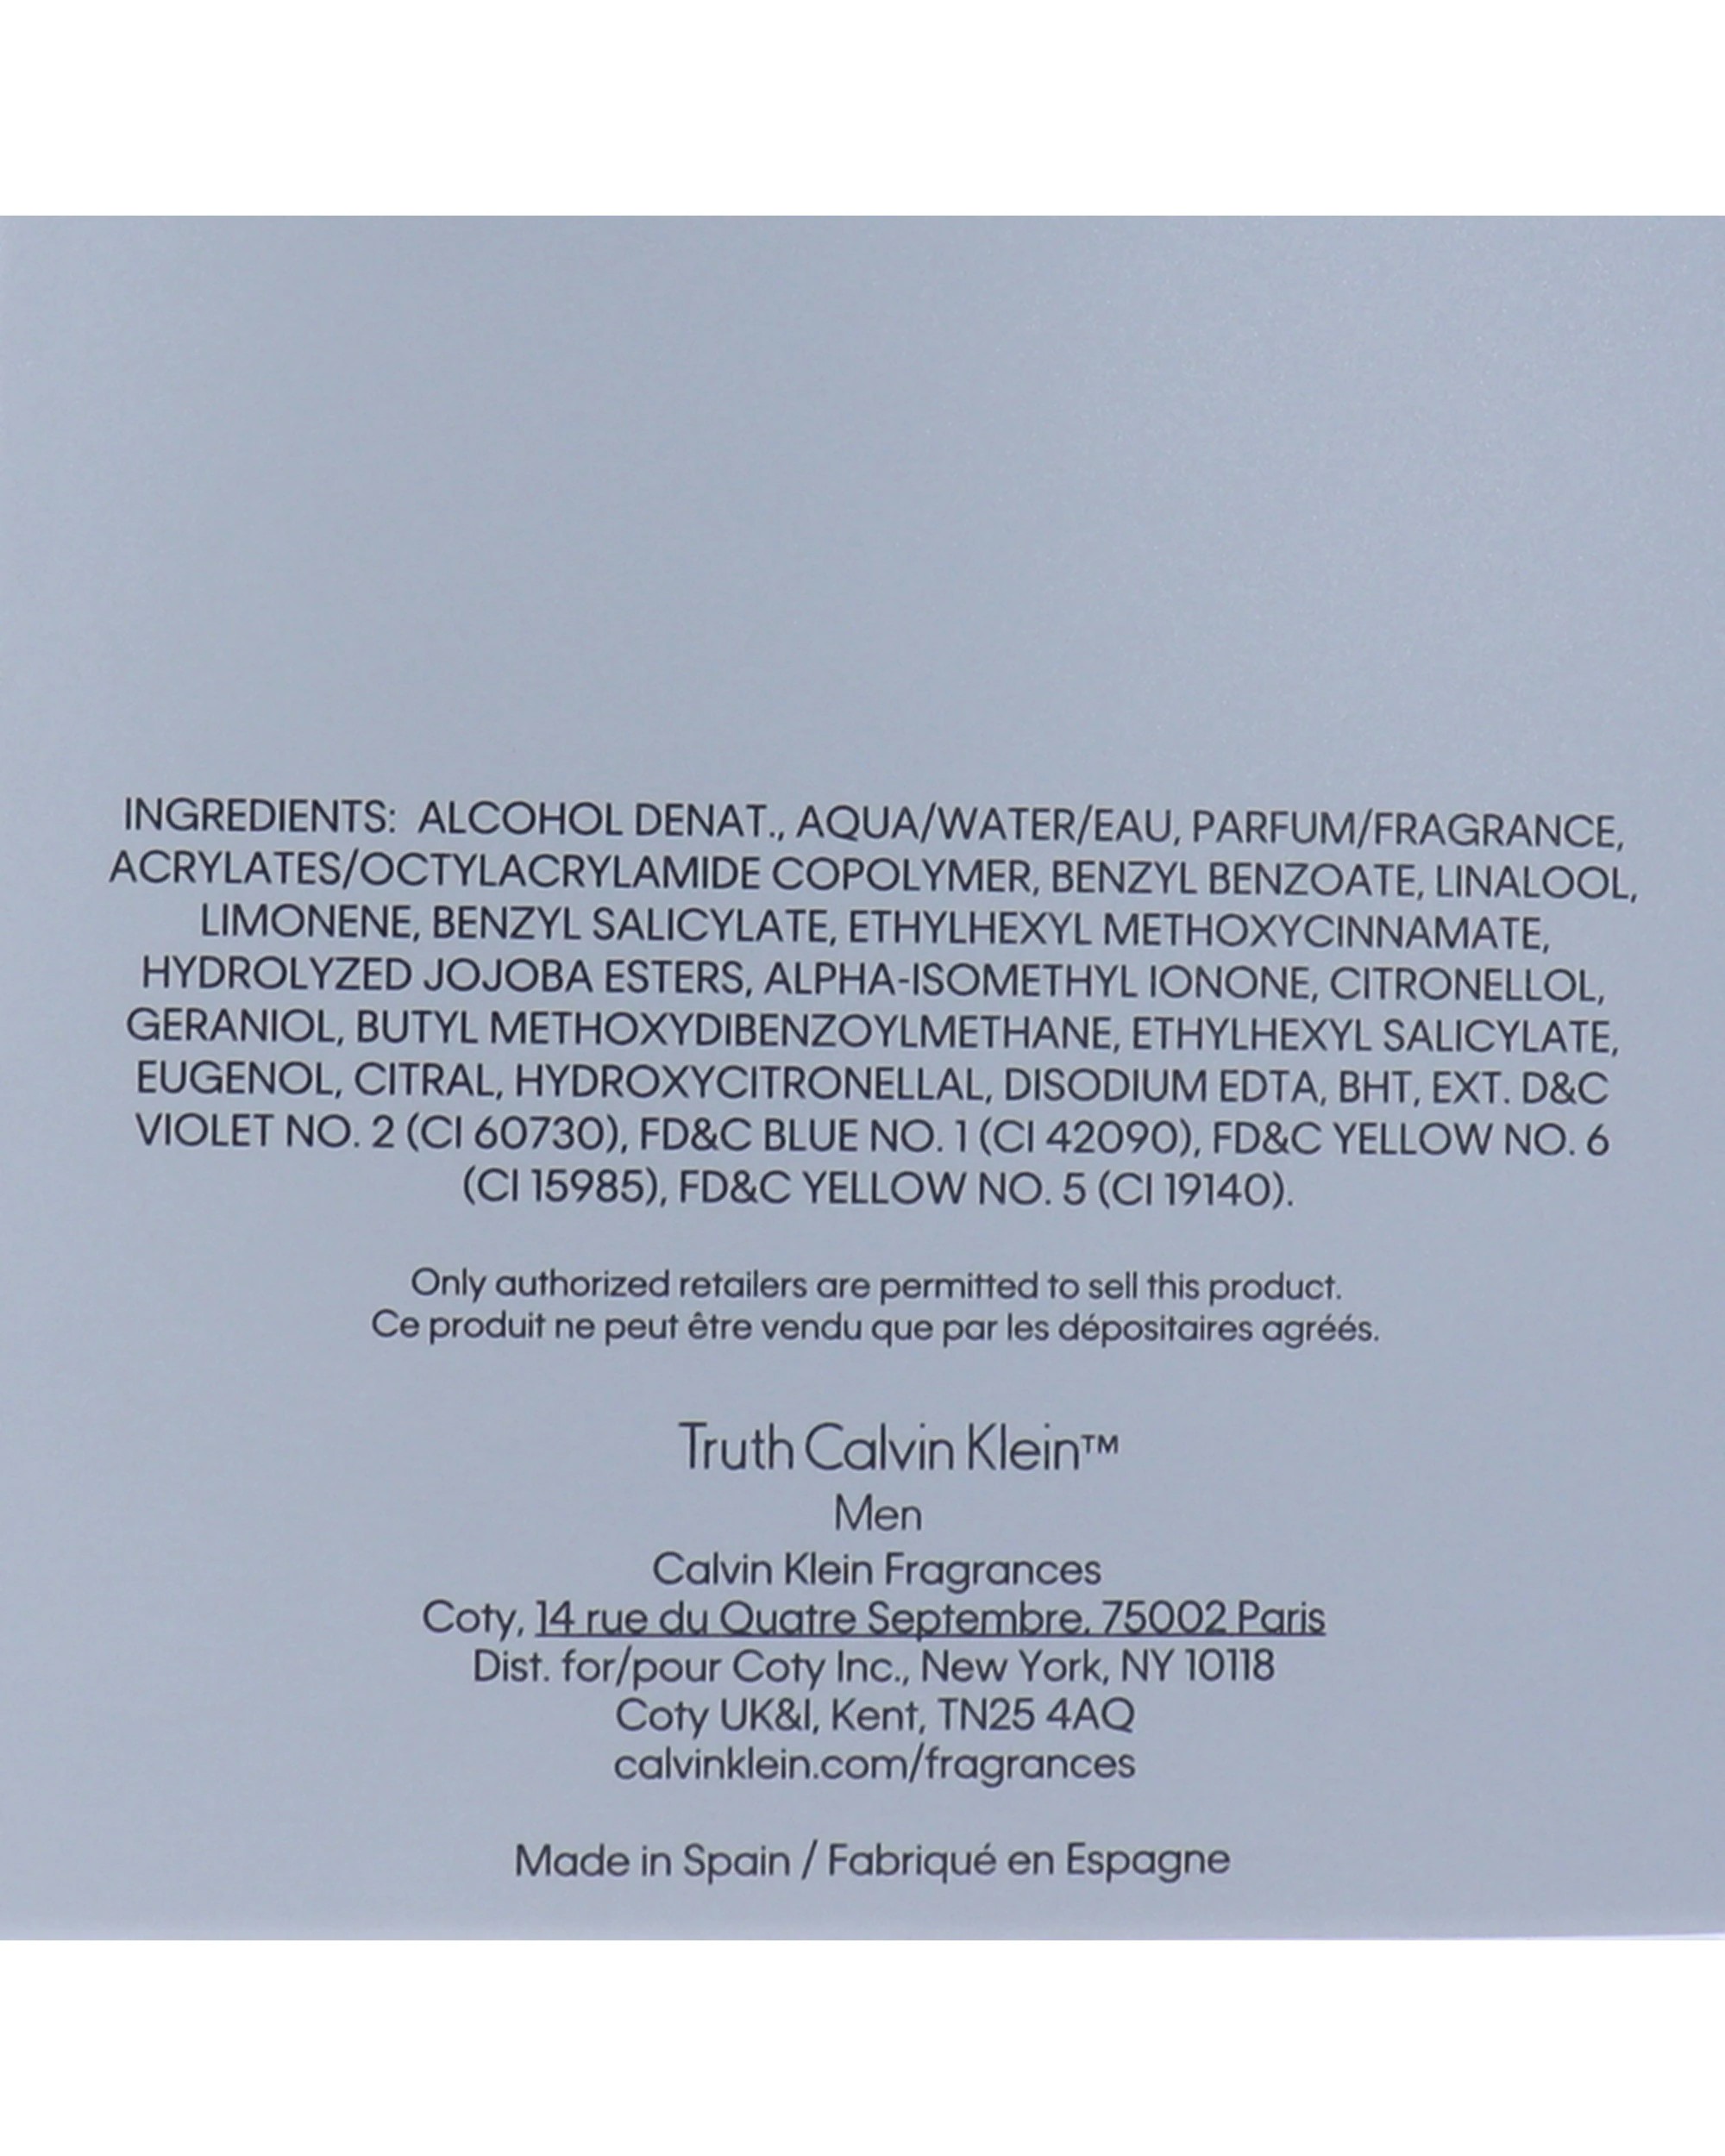 INGREDIENTS: ALCOHOL DENAT., AQUA/WATER/EAU, PARFUM/FRAGRANCE,
ACRYLATES/OCTYLACRYLAMIDE COPOLYMER, BENZYL BENZOATE, LINALOOL,
LIMONENE, BENZYL SALICYLATE, ETHYLHEXYL METHOXYCINNAMATE,
HYDROLYZED JOJOBA ESTERS, ALPHA-ISOMETHYL IONONE, CITRONELLOL,
GERANIOL, BUTYL METHOXYDIBENZOYLMETHANE, ETHYLHEXYL SALICYLATE,
EUGENOL, CITRAL, HYDROXYCITRONELLAL, DISODIUM EDTA, BHT, EXT. D&C
VIOLET NO. 2 (CI 60730), FD&C BLUE NO. 1 (CI 42090), FD&C YELLOW NO. 6
(CI 15985), FD&C YELLOW NO. 5 (CI 19140).
Only authorized retailers are permitted to sell this product.
Ce produit ne peut être vendu que par les dépositaires agréés.
Truth Calvin Klein™
Men
Calvin Klein Fragrances
Coty, 14 rue du Quatre Septembre, 75002 Paris
Dist. for/pour Coty Inc., New York, NY 10118
Coty UK&I, Kent, TN25 4AQ
calvinklein.com/fragrances
Made in Spain / Fabriqué en Espagne